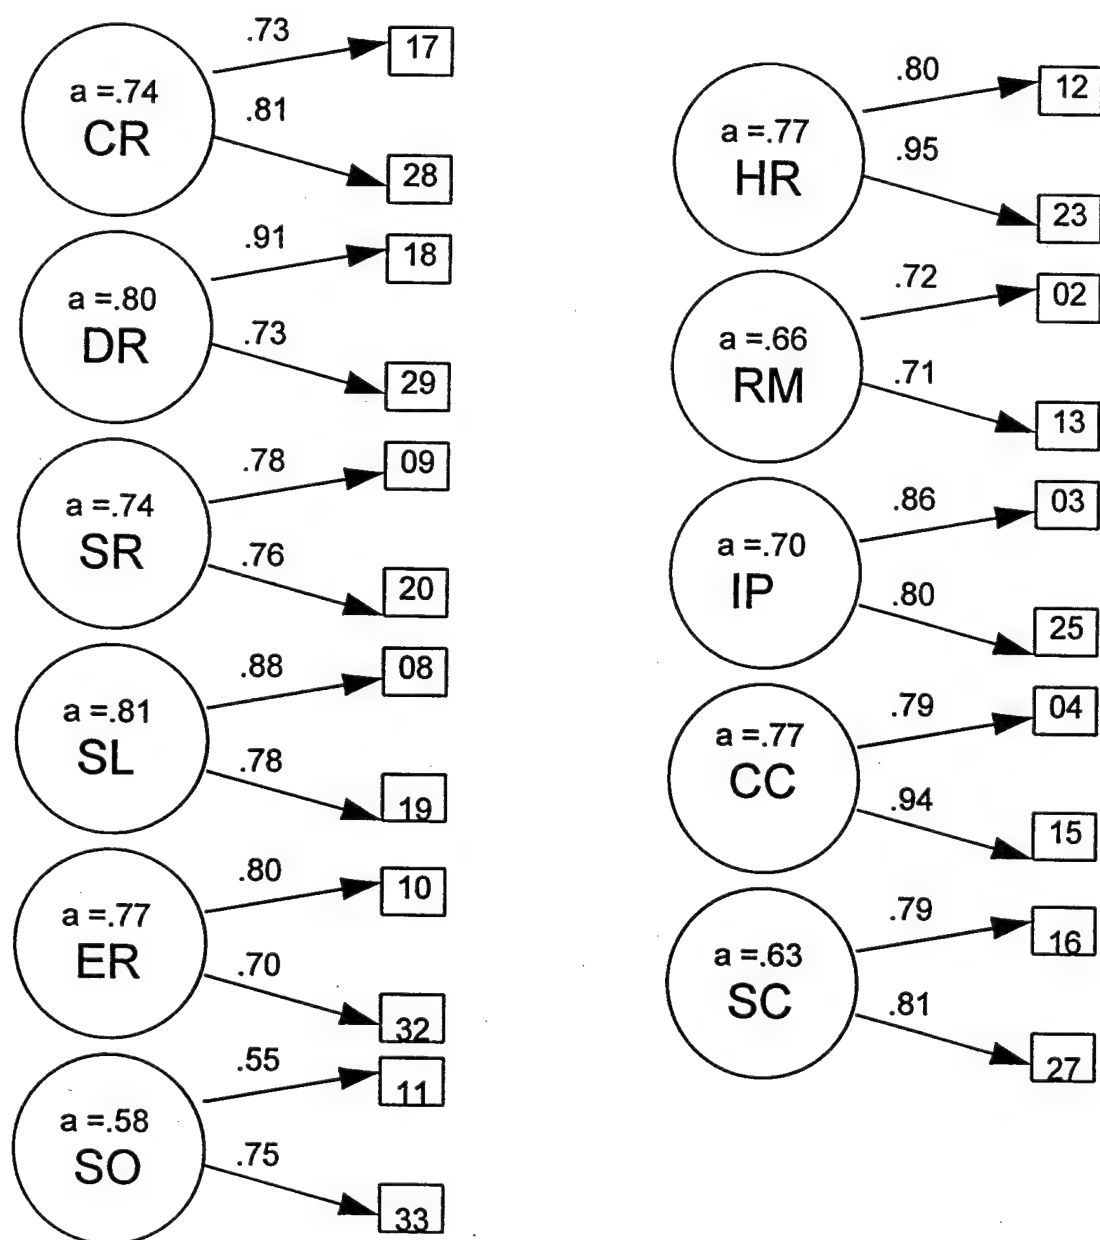 .73
17
a =.74
CR
.81
28
.91
18
a =.80
DR
.73
29
.78
09
a =.74
SR
.76
20
.88
08
a =.81
SL
.78
19
.80
10
a =.77
ER
.70
32
.55
11
a =.58
SO
.75
33
.80
12
a =.77
HR
.95
23
.72
02
a =.66
RM
.71
13
.86
03
a =.70
IP
.80
25
.79
04
a =.77
CC
.94
15
.79
16
a =.63
SC
.81
27